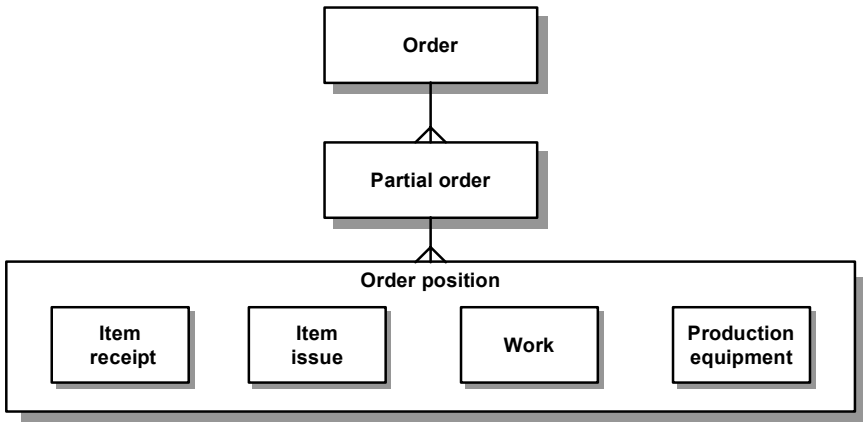 Order
Partial order
Order position
Item
receipt
Item
issue
Work
Production
equipment